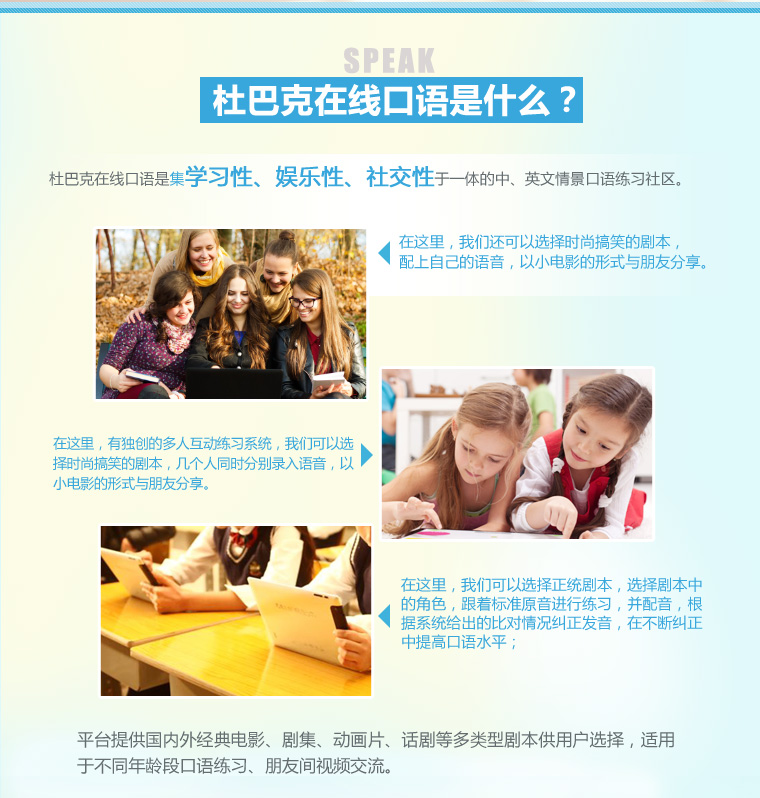 SPEAK
杜巴克在线口语是什么？
杜巴克在线口语是集学习性、娱乐性、社交性于一体的中、英文情景口语练习社区。
在这里，我们还可以选择时尚搞笑的剧本，
配上自己的语音，以小电影的形式与朋友分享。
在这里，有独创的多人互动练习系统，我们可以选
择时尚搞笑的剧本，几个人同时分别录入语音，以
小电影的形式与朋友分享。
在这里，我们可以选择正统剧本，选择剧本中
的角色，跟着标准原音进行练习，并配音，根
据系统给出的比对情况纠正发音，在不断纠正
中提高口语水平；
平台提供国内外经典电影、剧集、动画片、话剧等多类型剧本供用户选择，适用
于不同年龄段口语练习、朋友间视频交流。